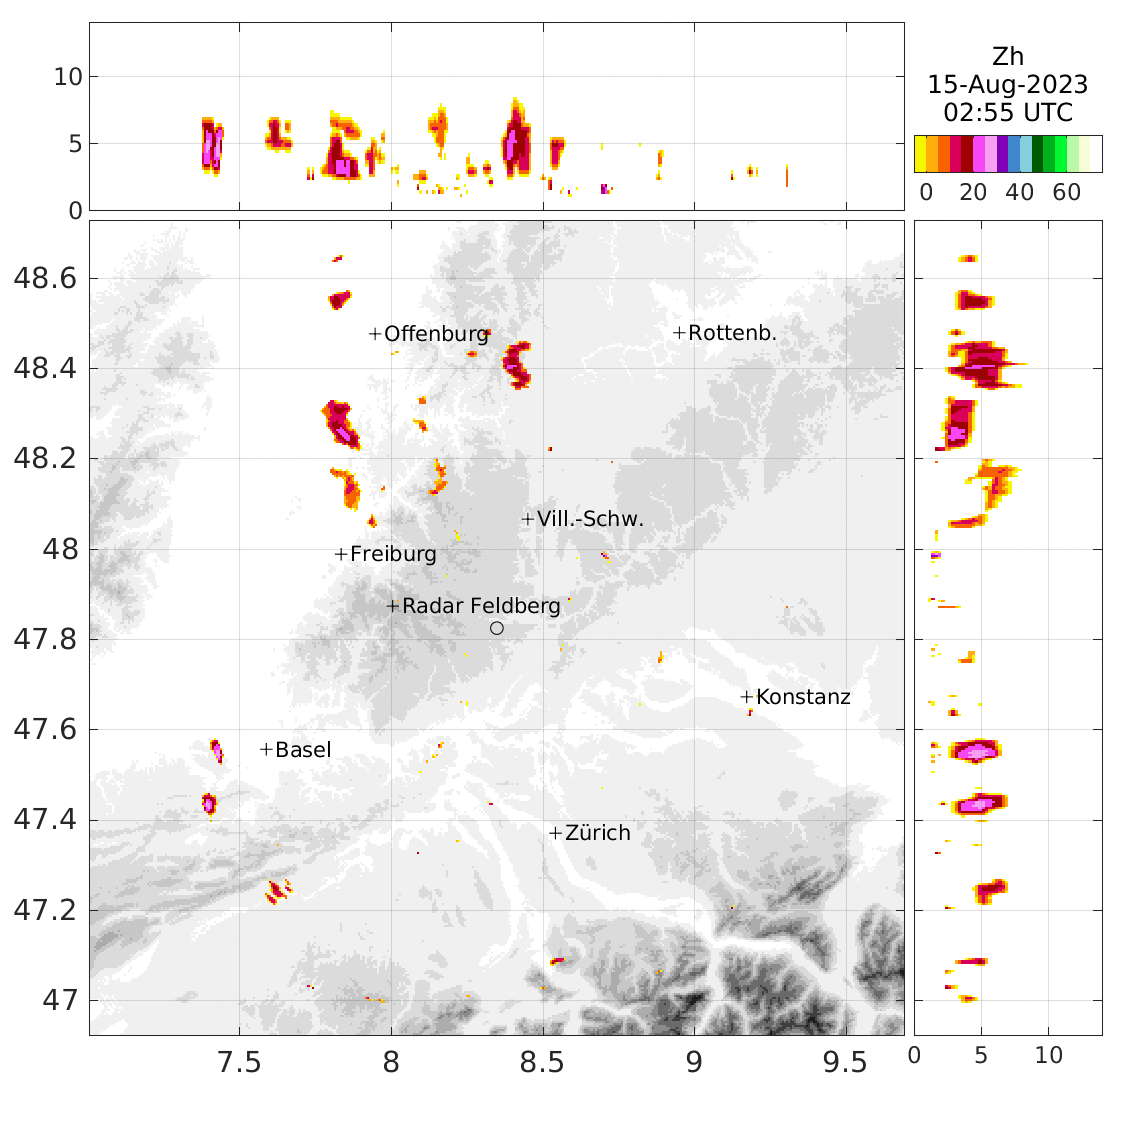 Zh
15-Aug-2023
02:55 UTC
0 20 40 60
10
5
0
48.6
48.4
48.2
48
47.8
47.6
47.4
47.2
47
Offenburg
Rottenb.
Vill.-Schw.
Freiburg
Radar Feldberg
Konstanz
Basel
Zürich
7.5 8 8.5 9 9.5
0 5 10